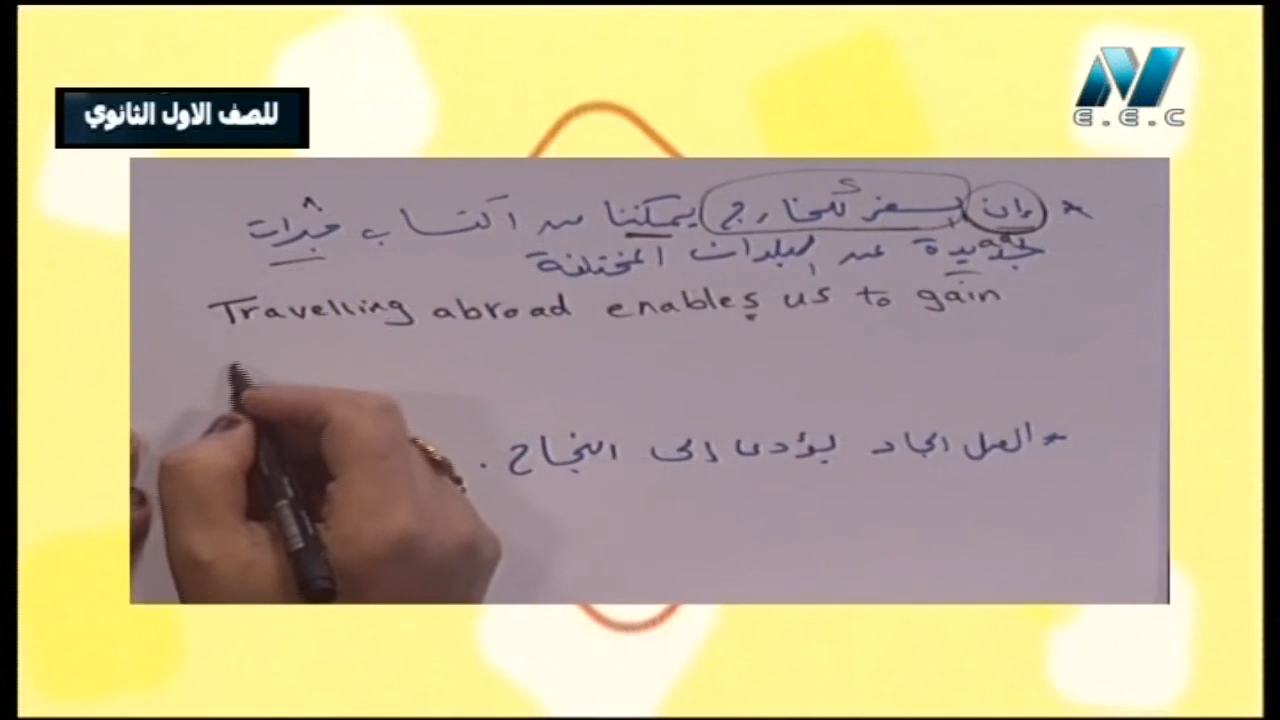 للصف الاول الثانوي
E.E.C
* إن السفر للخارج يمكننا من اكتساب خبرات
جديدة عن البلدان المختلفة
Travelling abroad enables us to gain
* العمل الجاد يؤدى إلى النجاح .